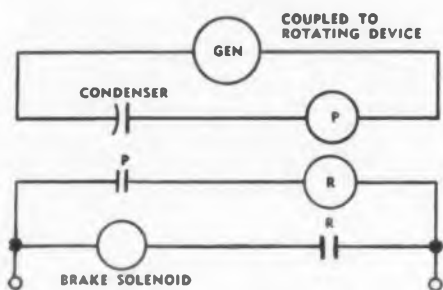 COUPLED TO
ROTATING DEVICE
GEN
CONDENSER
P
P
R
R
BRAKE SOLENOID